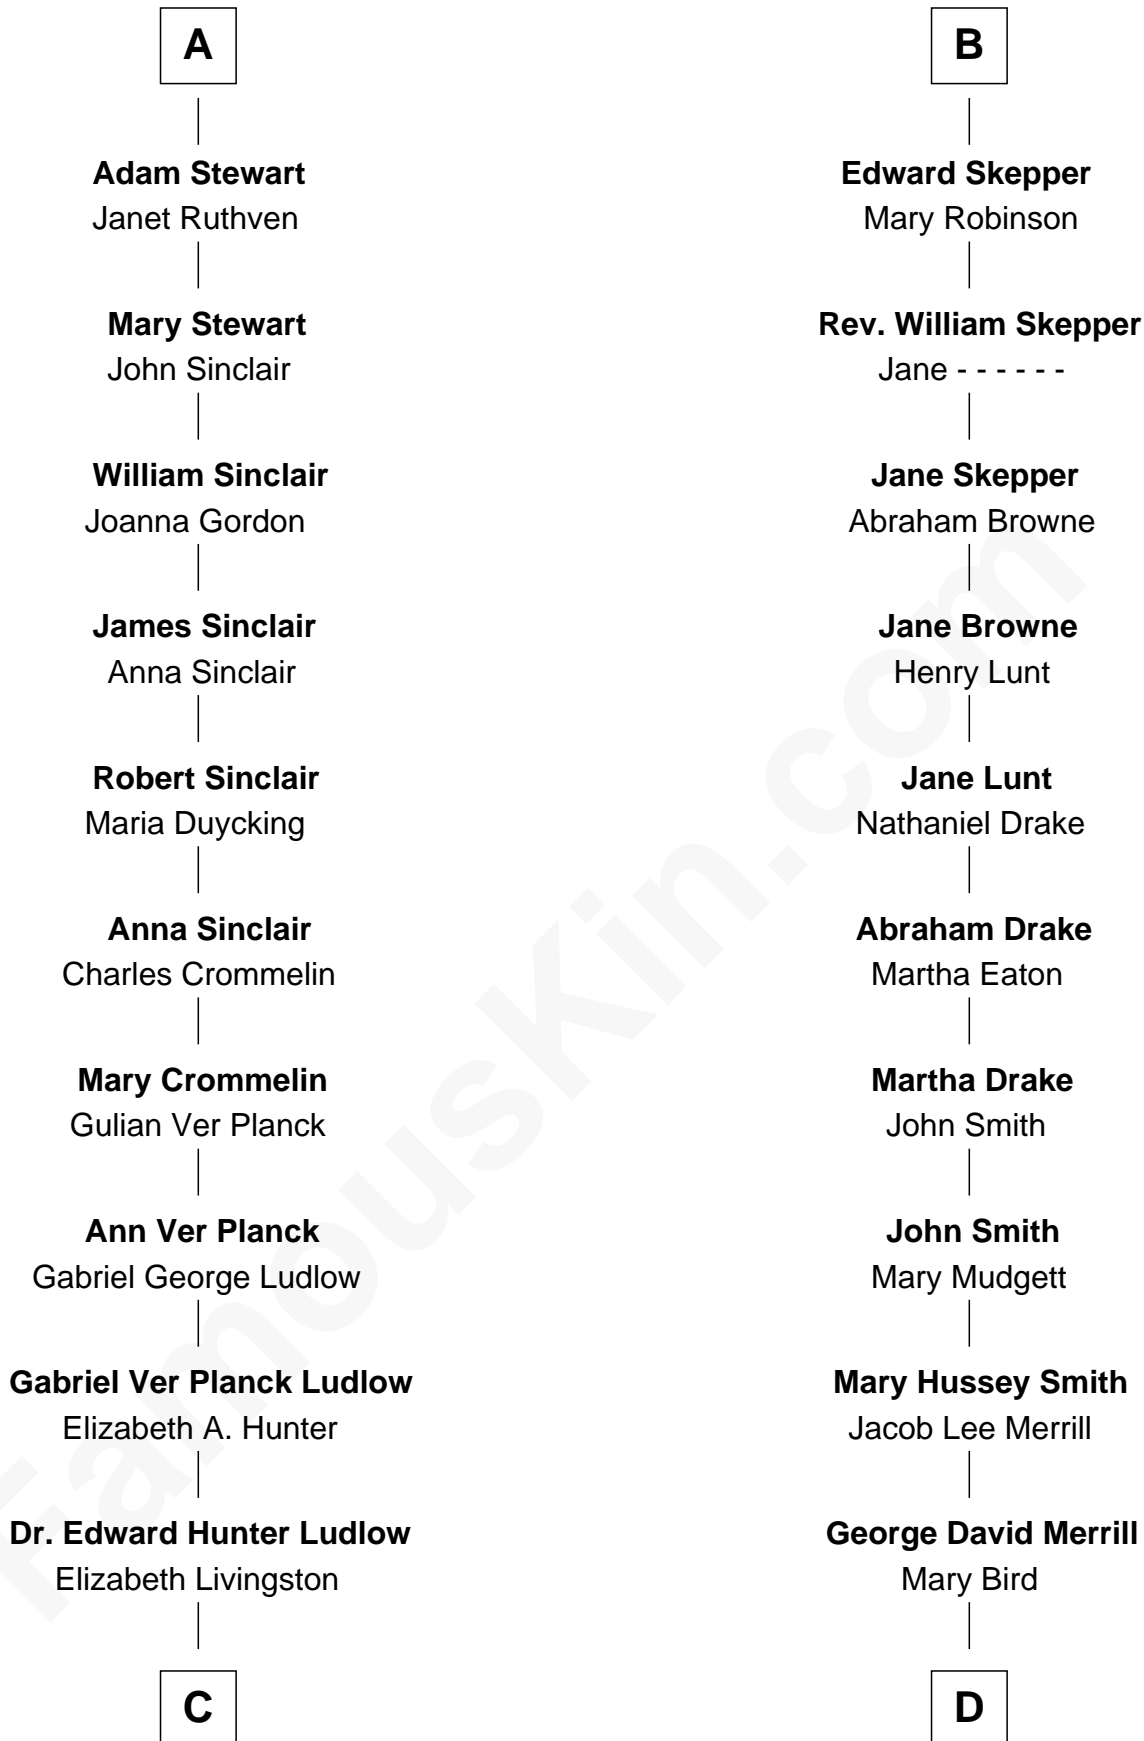 A
Adam Stewart
Janet Ruthven
Mary Stewart
John Sinclair
William Sinclair
Joanna Gordon
James Sinclair
Anna Sinclair
Robert Sinclair
Maria Duycking
Anna Sinclair
Charles Crommelin
Mary Crommelin
Gulian Ver Planck
Ann Ver Planck
Gabriel George Ludlow
Gabriel Ver Planck Ludlow
Elizabeth A. Hunter
Dr. Edward Hunter Ludlow
Elizabeth Livingston
C
B
Edward Skepper
Mary Robinson
Rev. William Skepper
Jane - - - - - -
Jane Skepper
Abraham Browne
Jane Browne
Henry Lunt
Jane Lunt
Nathaniel Drake
Abraham Drake
Martha Eaton
Martha Drake
John Smith
John Smith
Mary Mudgett
Mary Hussey Smith
Jacob Lee Merrill
George David Merrill
Mary Bird
D
FamousKin.com